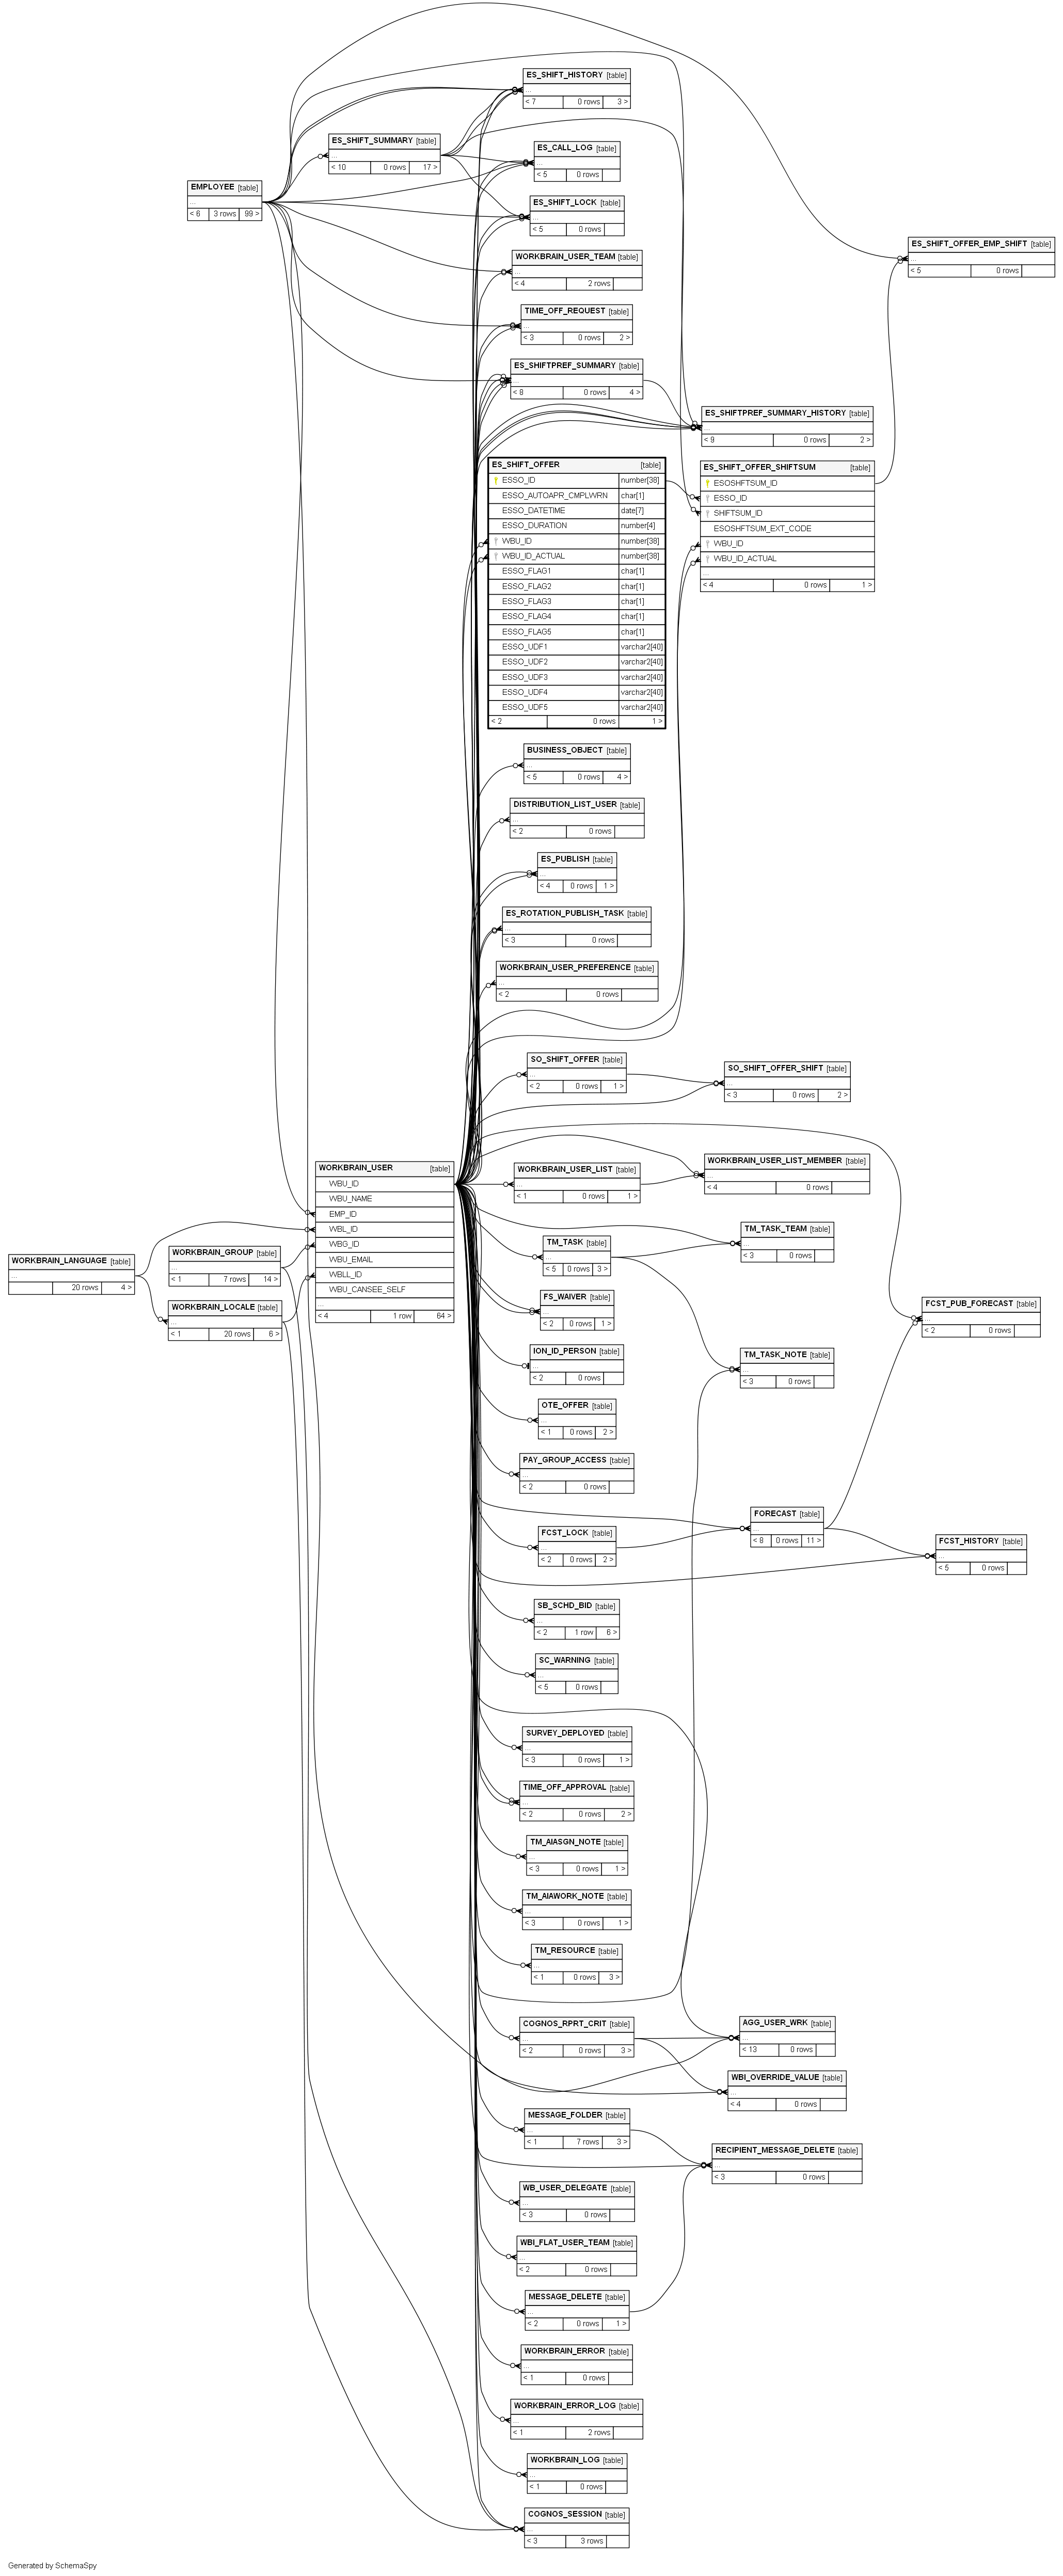 ES_SHIFT_HISTORY [table]
...
< 7 0 rows 3 >
ES_SHIFT_SUMMARY [table]
...
< 10 0 rows 17 >
ES_CALL_LOG [table]
...
< 5 0 rows
EMPLOYEE [table]
...
< 6 3 rows 99 >
ES_SHIFT_LOCK [table]
...
< 5 0 rows
ES_SHIFT_OFFER_EMP_SHIFT [table]
...
< 5 0 rows
WORKBRAIN_USER_TEAM [table]
...
< 4 2 rows
TIME_OFF_REQUEST [table]
...
< 3 0 rows 2 >
ES_SHIFTPREF_SUMMARY [table]
...
< 8 0 rows 4 >
ES_SHIFTPREF_SUMMARY_HISTORY [table]
...
< 9 0 rows 2 >
ES_SHIFT_OFFER [table]
ESSO_ID number[38]
ESSO_AUTOAPR_CMPLWRN char[1]
ESSO_DATETIME date[7]
ESSO_DURATION number[4]
WBU_ID number[38]
WBU_ID_ACTUAL number[38]
ESSO_FLAG1 char[1]
ESSO_FLAG2 char[1]
ESSO_FLAG3 char[1]
ESSO_FLAG4 char[1]
ESSO_FLAG5 char[1]
ESSO_UDF1 varchar2[40]
ESSO_UDF2 varchar2[40]
ESSO_UDF3 varchar2[40]
ESSO_UDF4 varchar2[40]
ESSO_UDF5 varchar2[40]
< 2 0 rows 1 >
ES_SHIFT_OFFER_SHIFTSUM [table]
ESOSHFTSUM_ID
ESSO_ID
SHIFTSUM_ID
ESOSHFTSUM_EXT_CODE
WBU_ID
WBU_ID_ACTUAL
...
< 4 0 rows 1 >
BUSINESS_OBJECT [table]
...
< 5 0 rows 4 >
DISTRIBUTION_LIST_USER [table]
...
< 2 0 rows
ES_PUBLISH [table]
...
< 4 0 rows 1 >
ES_ROTATION_PUBLISH_TASK [table]
...
< 3 0 rows
WORKBRAIN_USER_PREFERENCE [table]
...
< 2 0 rows
SO_SHIFT_OFFER [table]
...
< 2 0 rows 1 >
SO_SHIFT_OFFER_SHIFT [table]
...
< 3 0 rows 2 >
WORKBRAIN_USER [table]
WBU_ID
WBU_NAME
EMP_ID
WBL_ID
WBG_ID
WBU_EMAIL
WBLL_ID
WBU_CANSEE_SELF
...
< 4 1 row 64 >
WORKBRAIN_USER_LIST [table]
...
< 1 0 rows 1 >
WORKBRAIN_USER_LIST_MEMBER [table]
...
< 4 0 rows
TM_TASK [table]
...
< 5 0 rows 3 >
TM_TASK_TEAM [table]
...
< 3 0 rows
WORKBRAIN_LANGUAGE [table]
...
20 rows 4 >
WORKBRAIN_GROUP [table]
...
< 1 7 rows 14 >
WORKBRAIN_LOCALE [table]
...
< 1 20 rows 6 >
FS_WAIVER [table]
...
< 2 0 rows 1 >
FCST_PUB_FORECAST [table]
...
< 2 0 rows
ION_ID_PERSON [table]
...
< 2 0 rows
TM_TASK_NOTE [table]
...
< 3 0 rows
OTE_OFFER [table]
...
< 1 0 rows 2 >
PAY_GROUP_ACCESS [table]
...
< 2 0 rows
FORECAST [table]
...
< 8 0 rows 11 >
FCST_LOCK [table]
...
< 2 0 rows 2 >
FCST_HISTORY [table]
...
< 5 0 rows
SB_SCHD_BID [table]
...
< 2 1 row 6 >
SC_WARNING [table]
...
< 5 0 rows
SURVEY_DEPLOYED [table]
...
< 3 0 rows 1 >
TIME_OFF_APPROVAL [table]
...
< 2 0 rows 2 >
TM_AIASGN_NOTE [table]
...
< 3 0 rows 1 >
TM_AIAWORK_NOTE [table]
...
< 3 0 rows 1 >
TM_RESOURCE [table]
...
< 1 0 rows 3 >
COGNOS_RPRT_CRIT [table]
...
< 2 0 rows 3 >
AGG_USER_WRK [table]
...
< 13 0 rows
WBI_OVERRIDE_VALUE [table]
...
< 4 0 rows
MESSAGE_FOLDER [table]
...
< 1 7 rows 3 >
RECIPIENT_MESSAGE_DELETE [table]
...
< 3 0 rows
WB_USER_DELEGATE [table]
...
< 3 0 rows
WBI_FLAT_USER_TEAM [table]
...
< 2 0 rows
MESSAGE_DELETE [table]
...
< 2 0 rows 1 >
WORKBRAIN_ERROR [table]
...
< 1 0 rows
WORKBRAIN_ERROR_LOG [table]
...
< 1 2 rows
WORKBRAIN_LOG [table]
...
< 1 0 rows
COGNOS_SESSION [table]
...
< 3 3 rows
Generated by SchemaSpy